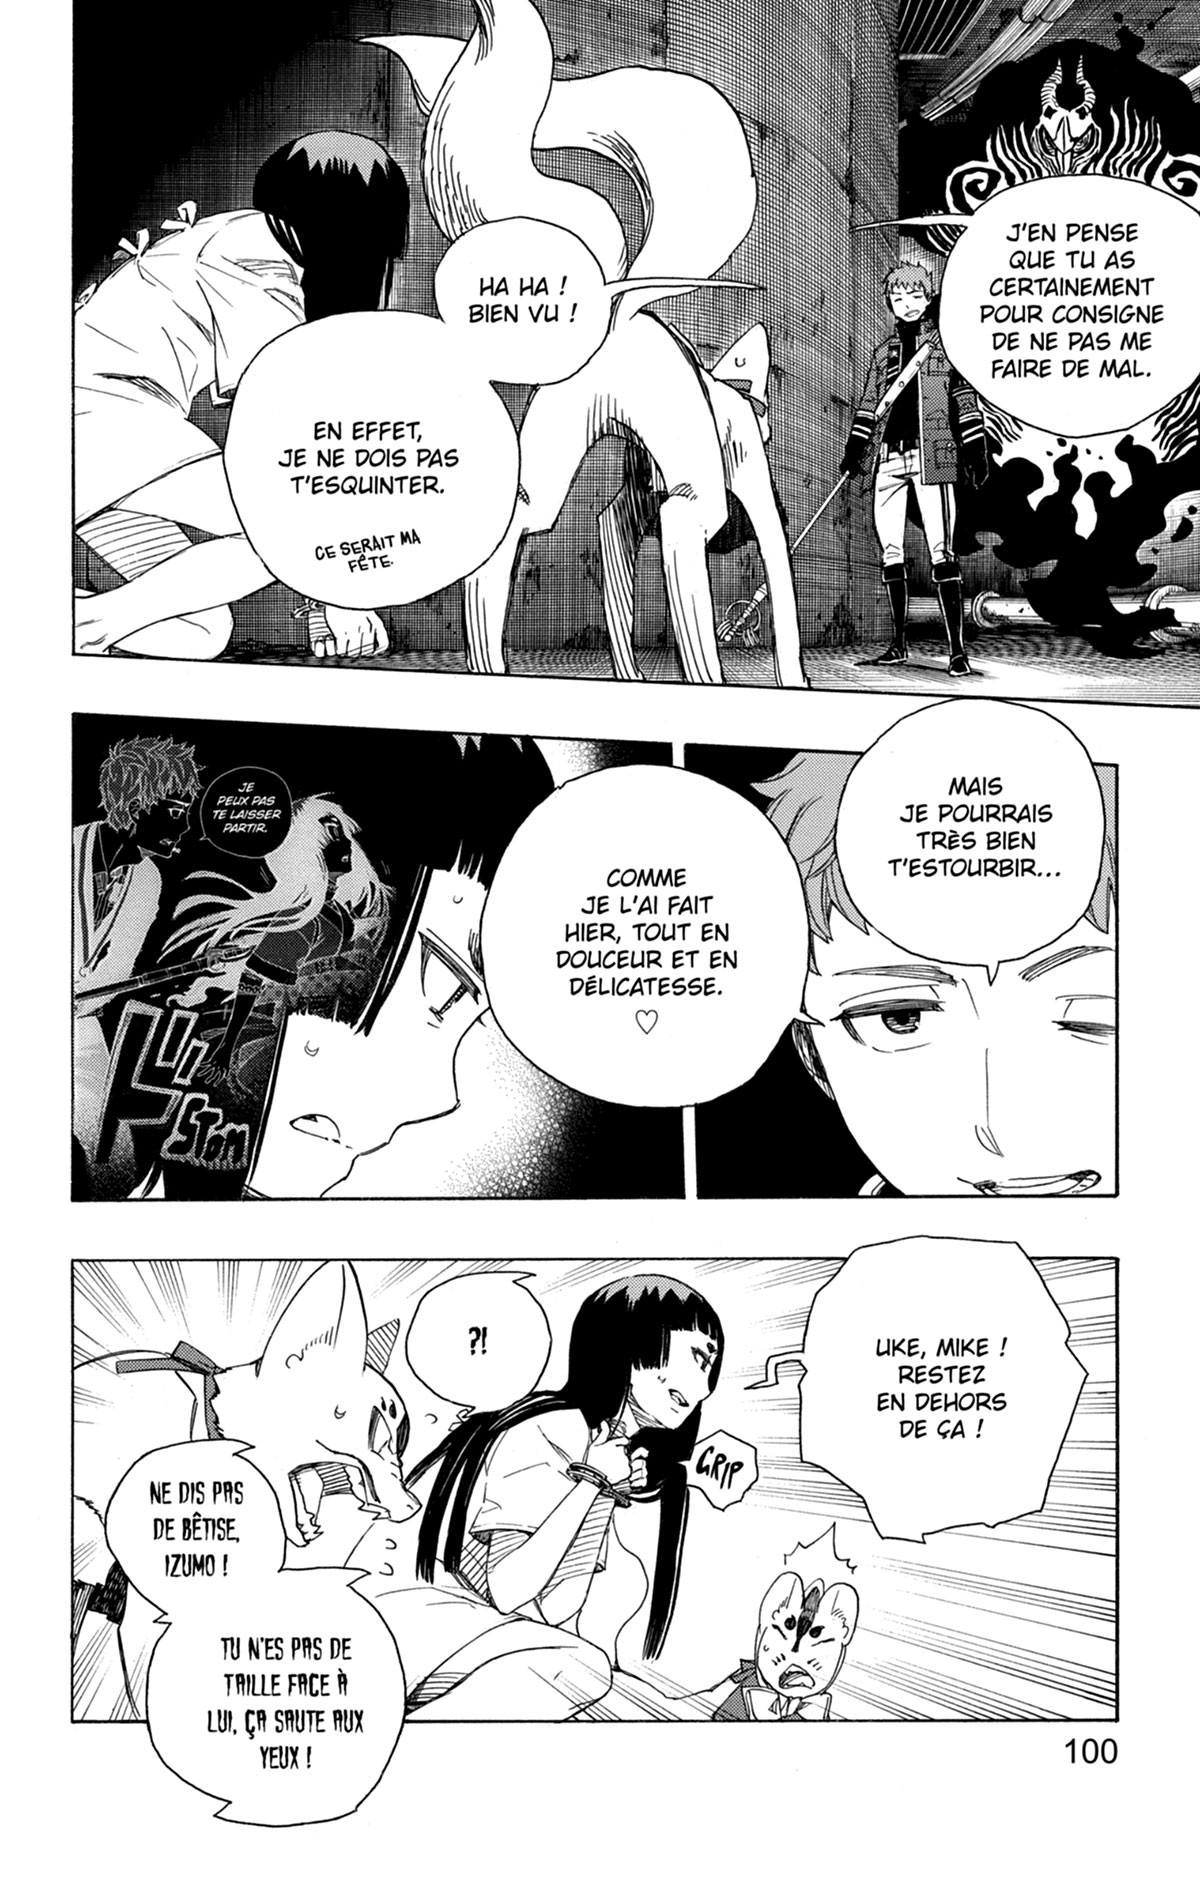 J'EN PENSE
QUE TU AS
CERTAINEMENT
POUR CONSIGNE
DE NE PAS ME
FAIRE DE MAL.
HA HA !
BIEN VU !
EN EFFET,
JE NE DOIS PAS
T'ESQUINTER.
CE SERAIT MA
FÊTE.
MAIS
JE POURRAIS
TRÈS BIEN
T'ESTOURBIR...
COMME
JE L'AI FAIT
HIER, TOUT EN
DOUCEUR ET EN
DÉLICATESSE.
♡
JE
PEUX PAS
TE LAISSER
PARTIR.
ドッ
STOM
UKE, MIKE !
RESTEZ
EN DEHORS
DE ÇA !
GRIP
?!
NE DIS PAS
DE BÊTISE,
IZUMO !
TU N'ES PAS DE
TAILLE FACE À
LUI, ÇA SAUTE AUX
YEUX !
100